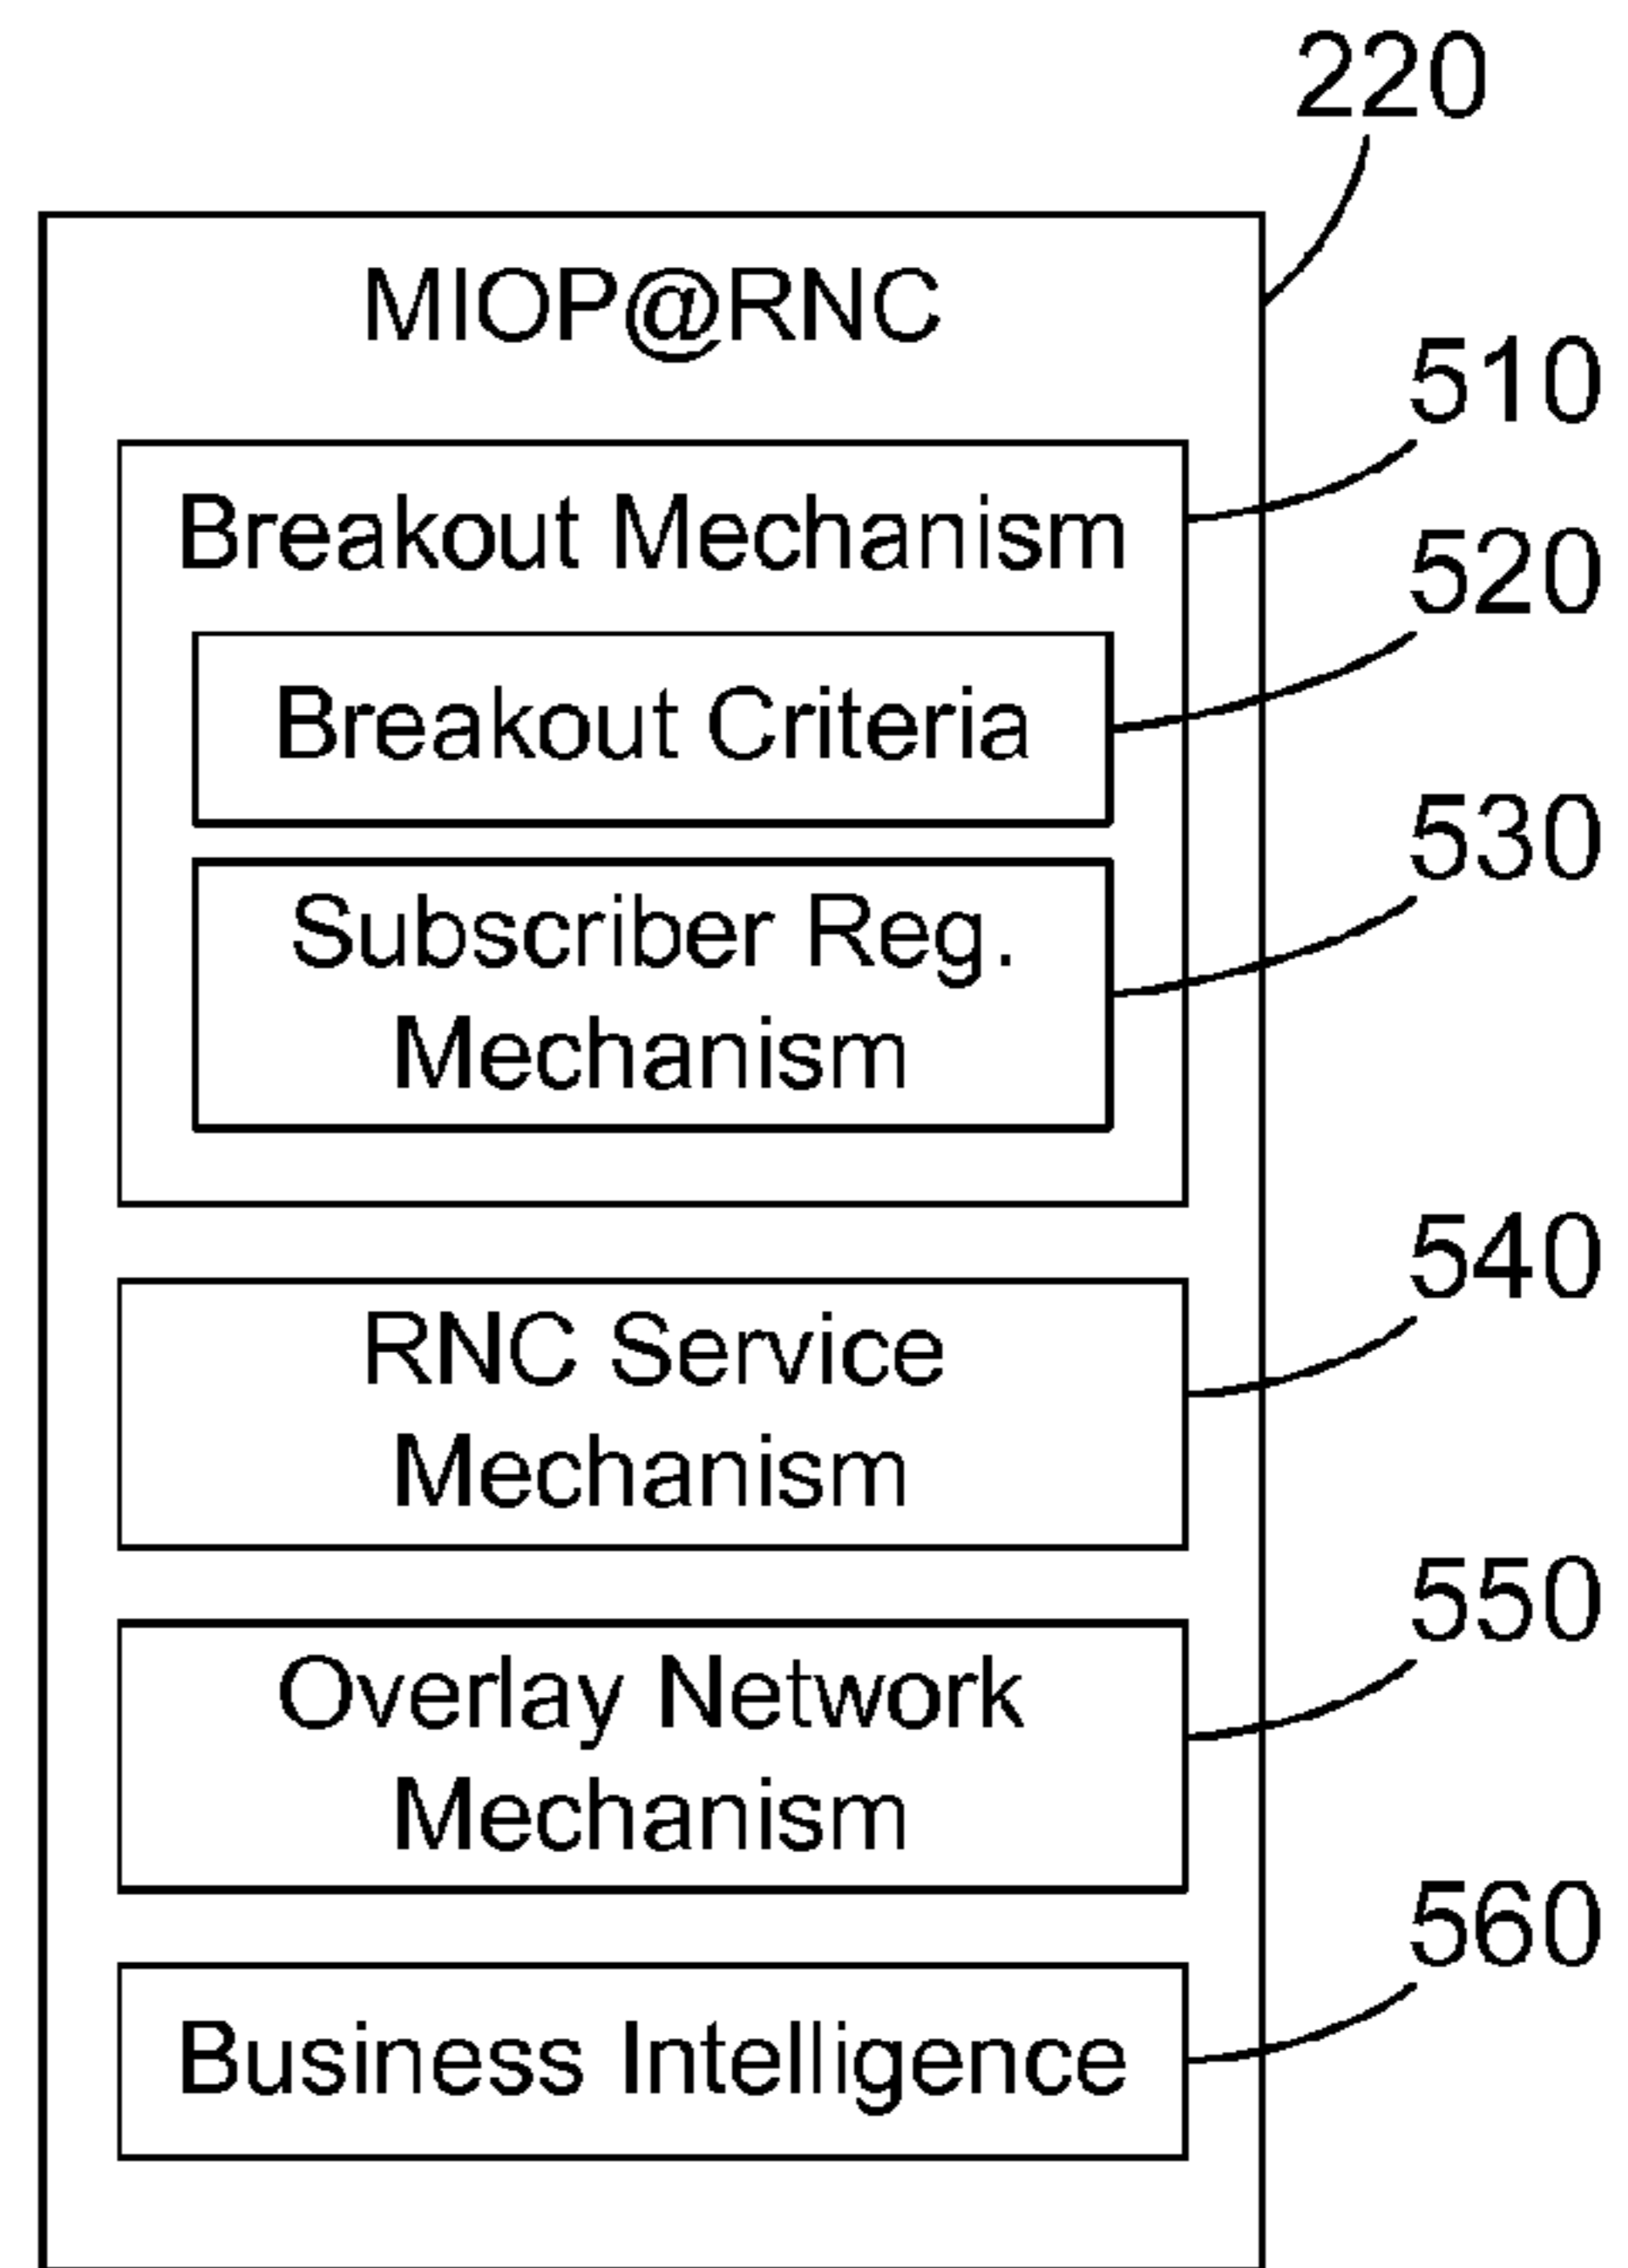 220
MIOP@RNC
510
Breakout Mechanism
520
Breakout Criteria
530
Subscriber Reg.
Mechanism
540
RNC Service
Mechanism
550
Overlay Network
Mechanism
560
Business Intelligence